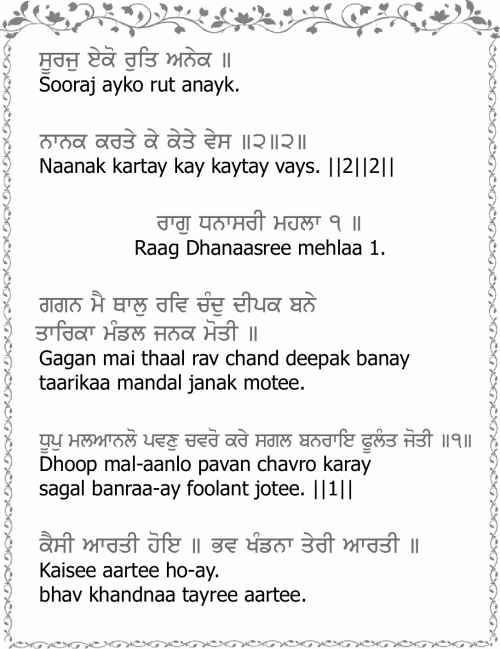 ਸੂਰਜੁ ਏਕੋ ਰੁਤਿ ਅਨੇਕ ॥
Sooraj ayko rut anayk.
ਨਾਨਕ ਕਰਤੇ ਕੇ ਕੇਤੇ ਵੇਸ ॥੨॥੨॥
Naanak kartay kay kaytay vays. ||2||2||
ਰਾਗੁ ਧਨਾਸਰੀ ਮਹਲਾ ੧ ॥
Raag Dhanaasree mehlaa 1.
ਗਗਨ ਮੈ ਥਾਲੁ ਰਵਿ ਚੰਦੁ ਦੀਪਕ ਬਨੇ
ਤਾਰਿਕਾ ਮੰਡਲ ਜਨਕ ਮੋਤੀ ॥
Gagan mai thaal rav chand deepak banay
taarikaa mandal janak motee.
ਧੂਪੁ ਮਲਆਨਲੋ ਪਵਣੁ ਚਵਰੋ ਕਰੇ ਸਗਲ ਬਨਰਾਇ ਫੂਲੰਤ ਜੋਤੀ ॥੧॥
Dhoop mal-aanlo pavan chavro karay
sagal banraa-ay foolant jotee. ||1||
ਕੈਸੀ ਆਰਤੀ ਹੋਇ ॥ ਭਵ ਖੰਡਨਾ ਤੇਰੀ ਆਰਤੀ ॥
Kaisee aartee ho-ay.
bhav khandnaa tayree aartee.